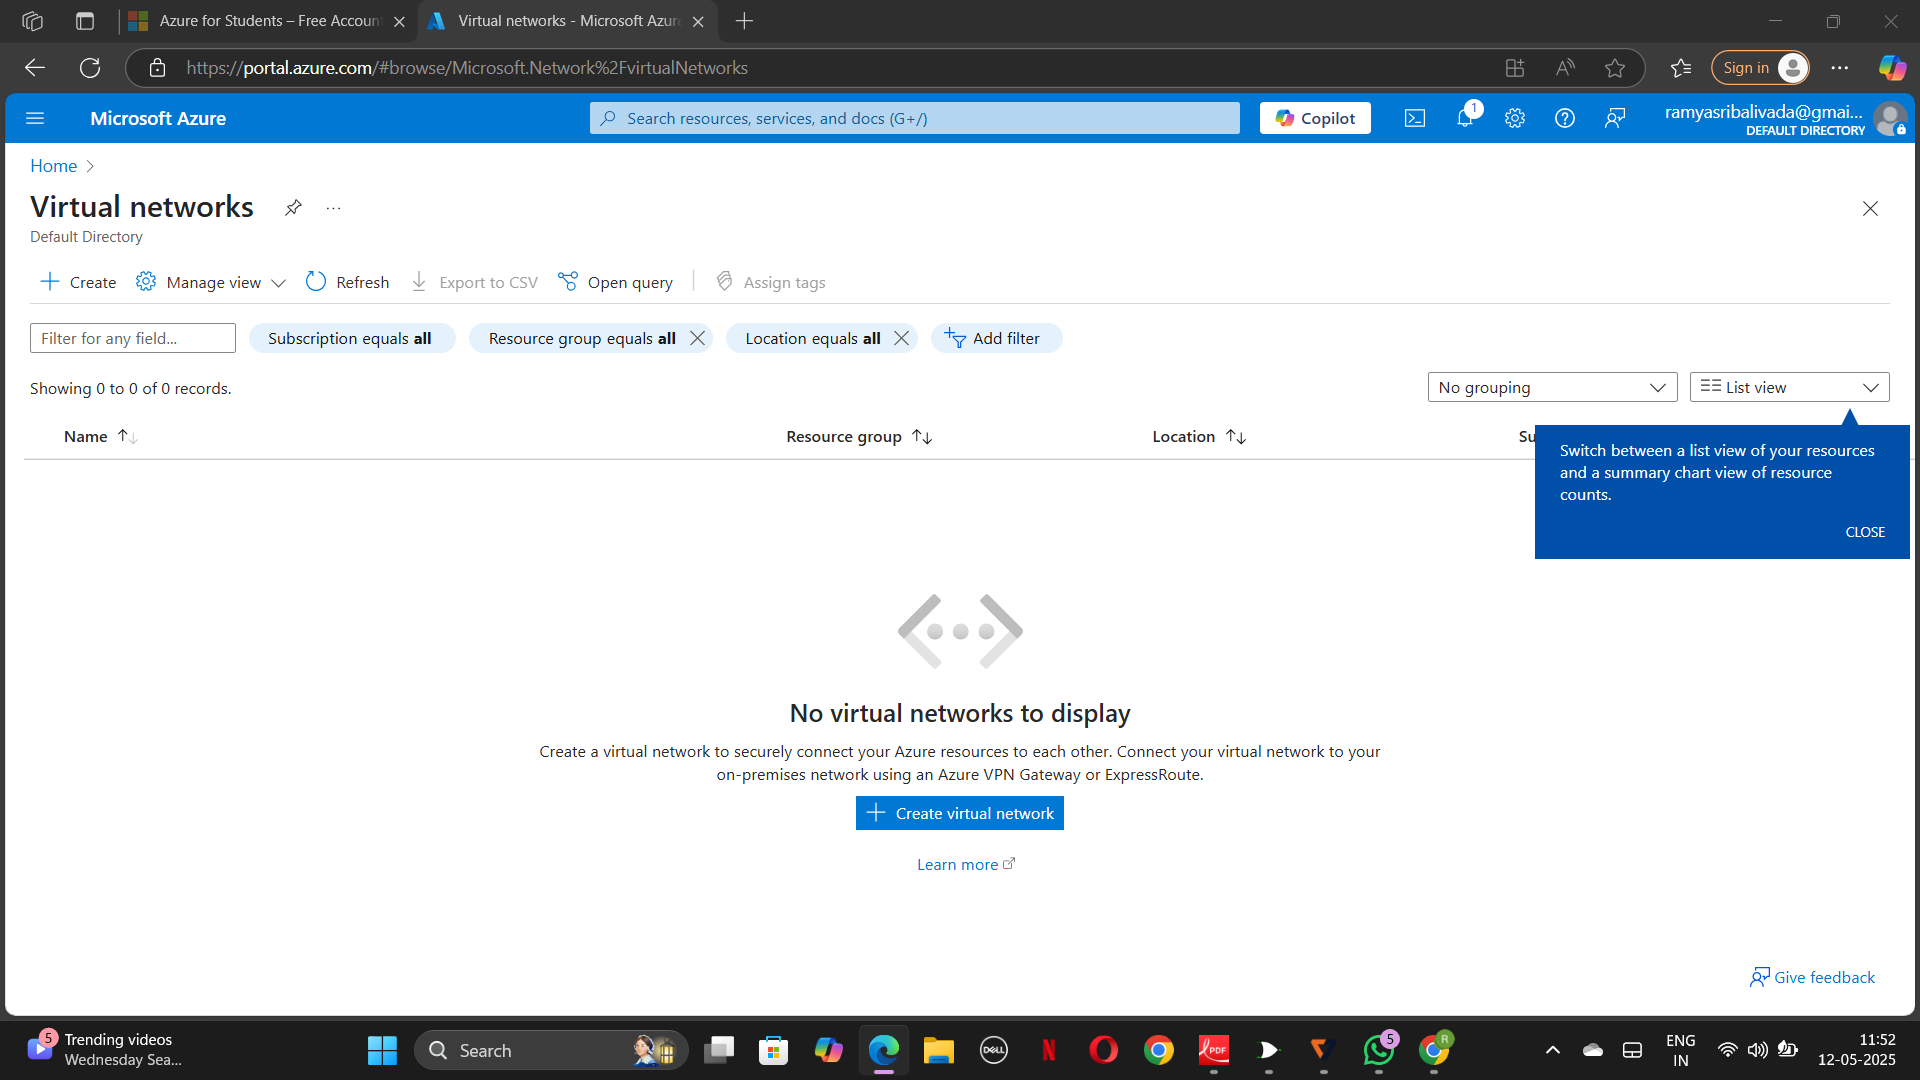 Azure for Students – Free Accoun
Virtual networks - Microsoft Azur
https://portal.azure.com/#browse/Microsoft.Network%2FvirtualNetworks
Sign in
Microsoft Azure
Search resources, services, and docs (G+/)
Copilot
1
ramyasribalivada@gmai...
DEFAULT DIRECTORY
Home
Virtual networks
Default Directory
Create
Manage view
Refresh
Export to CSV
Open query
Assign tags
Filter for any field...
Subscription equals all
Resource group equals all
Location equals all
Add filter
Showing 0 to 0 of 0 records.
No grouping
List view
Name
Resource group
Location
Su
Switch between a list view of your resources
and a summary chart view of resource
counts.
CLOSE
No virtual networks to display
Create a virtual network to securely connect your Azure resources to each other. Connect your virtual network to your
on-premises network using an Azure VPN Gateway or ExpressRoute.
Create virtual network
Learn more
Give feedback
5
Trending videos
Wednesday Sea...
Search
DELL
N
PDF
5
R
ENG
IN
11:52
12-05-2025